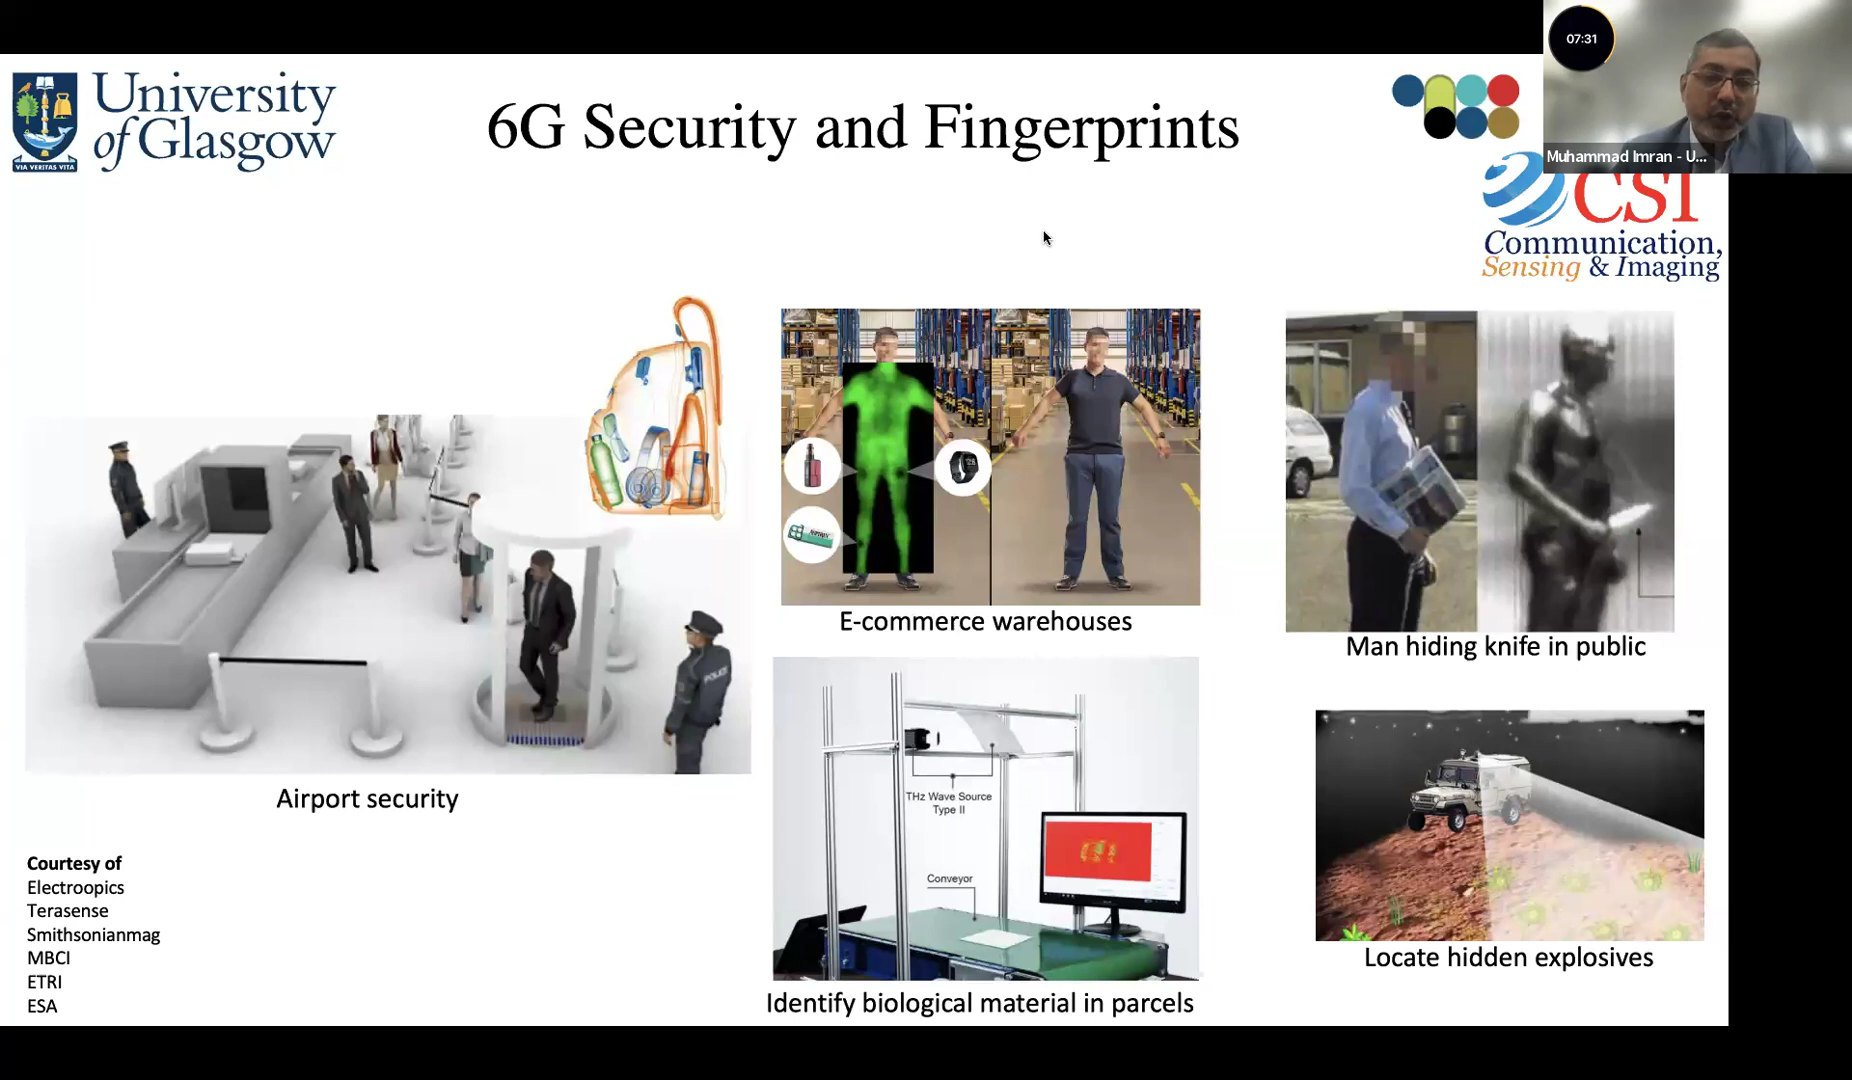 07:31
Muhammad Imran - U...
University
of Glasgow
VIA VERITAS VITA
6G Security and Fingerprints
CSI
Communication,
Sensing & Imaging
POLICE
Airport security
E-commerce warehouses
Man hiding knife in public
THz Wave Source
Type II
Conveyor
Identify biological material in parcels
Locate hidden explosives
Courtesy of
Electroopics
Terasense
Smithsonianmag
MBCI
ETRI
ESA